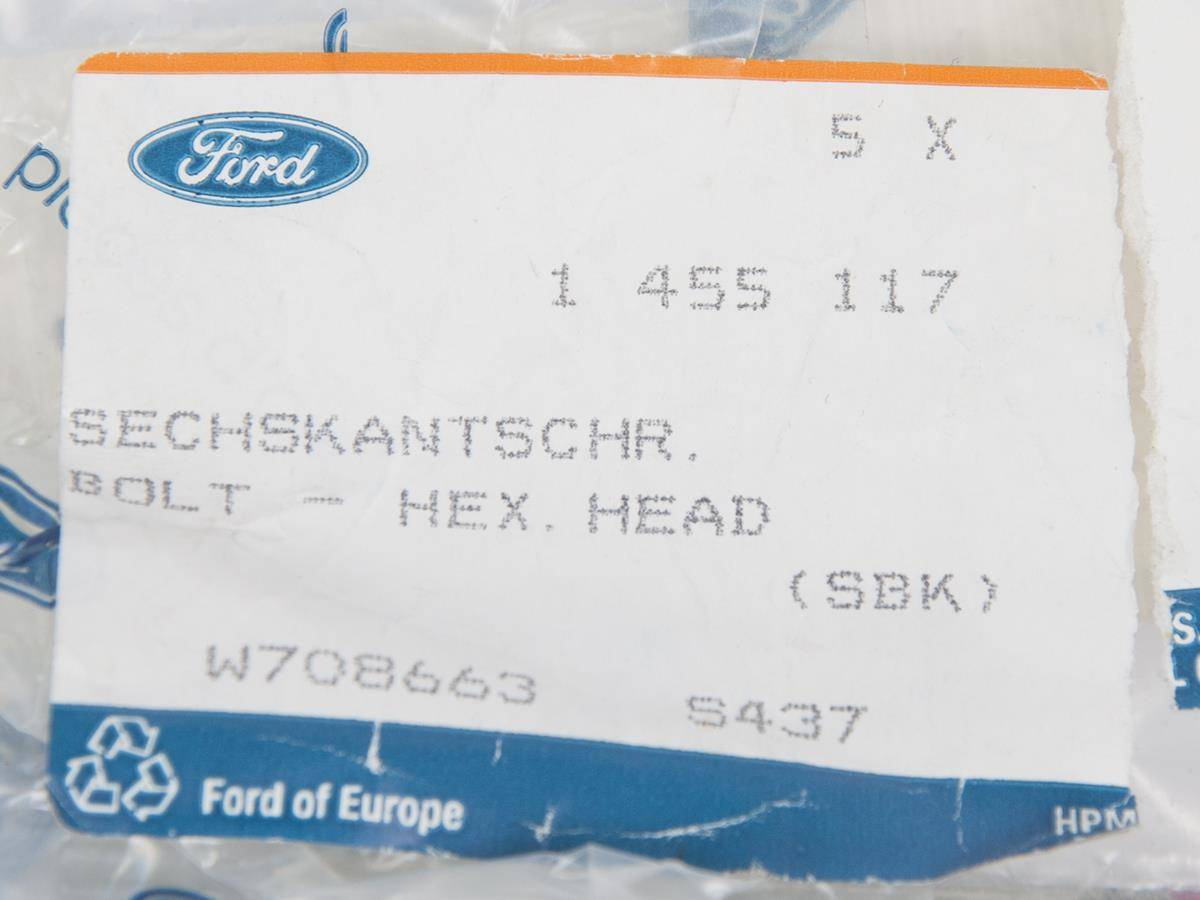 Ford
5 X
1 455 117
SECHSKANTSCHR.
BOLT - HEX. HEAD
(SBK)
W708663 S437
Ford of Europe
HPM